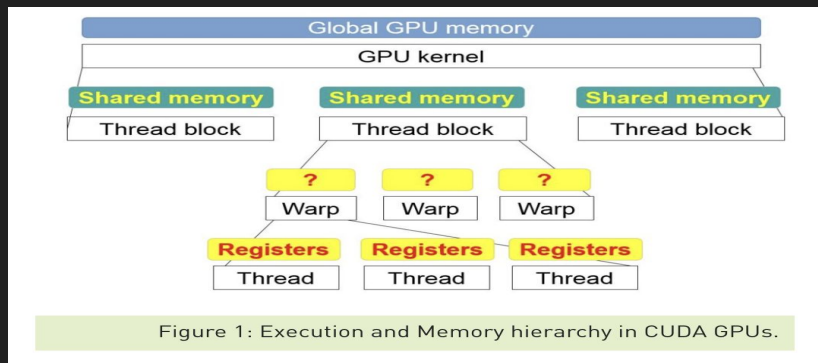 Global GPU memory
GPU kernel
Shared memory Shared memory Shared memory
Thread block Thread block Thread block
? ? ?
Warp Warp Warp
Registers Registers Registers
Thread Thread Thread
Figure 1: Execution and Memory hierarchy in CUDA GPUs.